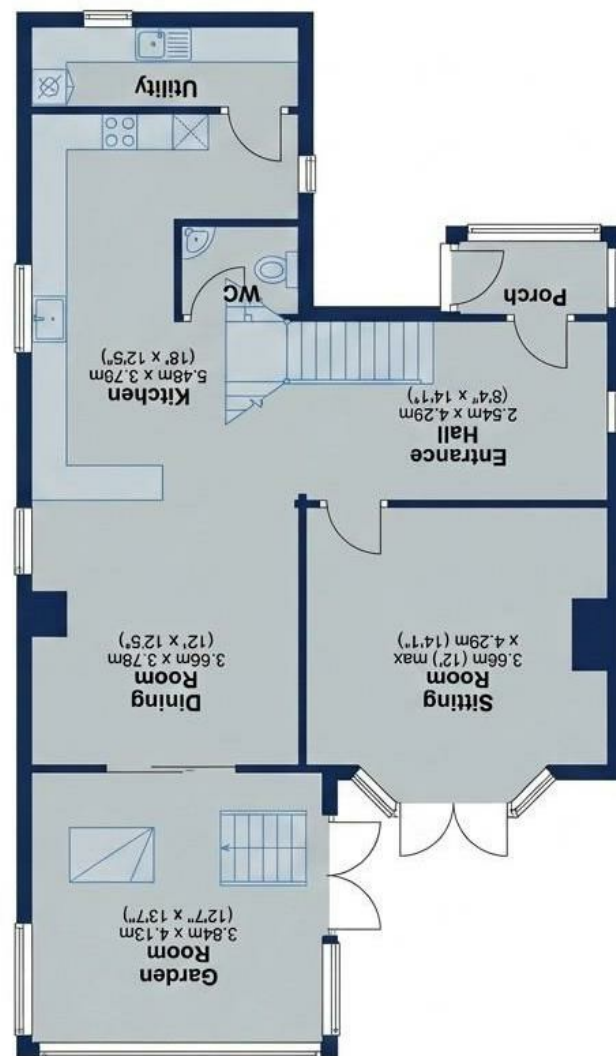 Garden
Room
3.84m x 4.13m
(12'7" x 13'7")
Sitting
Room
3.66m (12') max
x 4.29m (14'1")
Dining
Room
3.66m x 3.78m
(12' x 12'5")
Entrance
Hall
2.54m x 4.29m
(8'4" x 14'1")
Kitchen
5.48m x 3.79m
(18' x 12'5")
Porch
WC
Utility